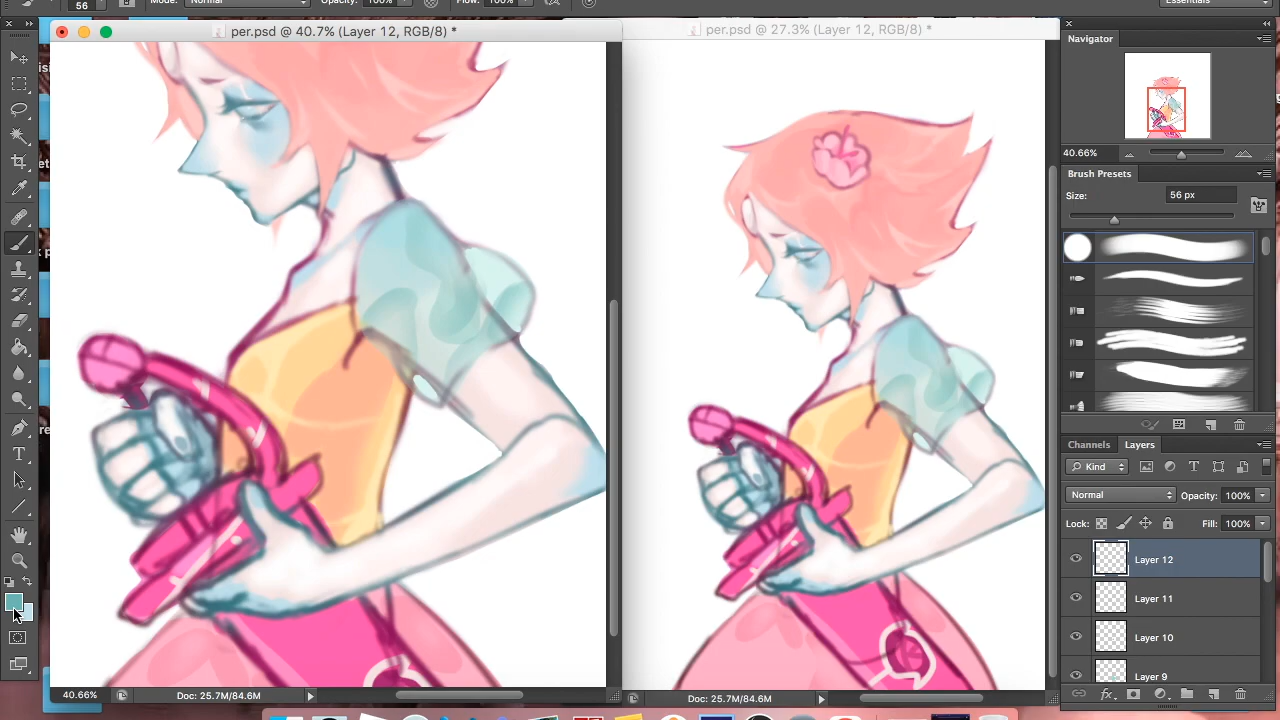 56
Mode:
Normal
Opacity: 100%
Flow: 100%
Essentials
per.psd @ 40.7% (Layer 12, RGB/8) *
per.psd @ 27.3% (Layer 12, RGB/8) *
Navigator
40.66%
Brush Presets
Size:
56 px
Channels
Layers
Kind
Normal
Opacity: 100%
Lock:
Fill: 100%
Layer 12
Layer 11
Layer 10
Layer 9
40.66%
Doc: 25.7M/84.6M
Doc: 25.7M/84.6M